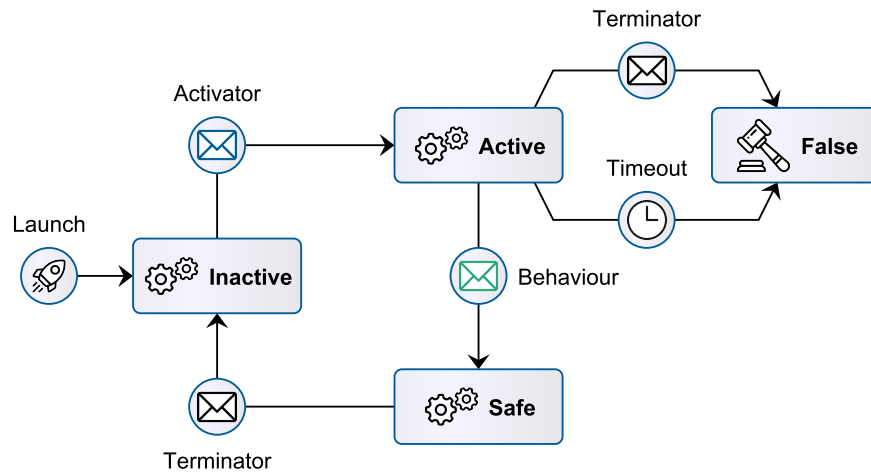 Terminator
Activator
Active
False
Timeout
Launch
Inactive
Behaviour
Safe
Terminator